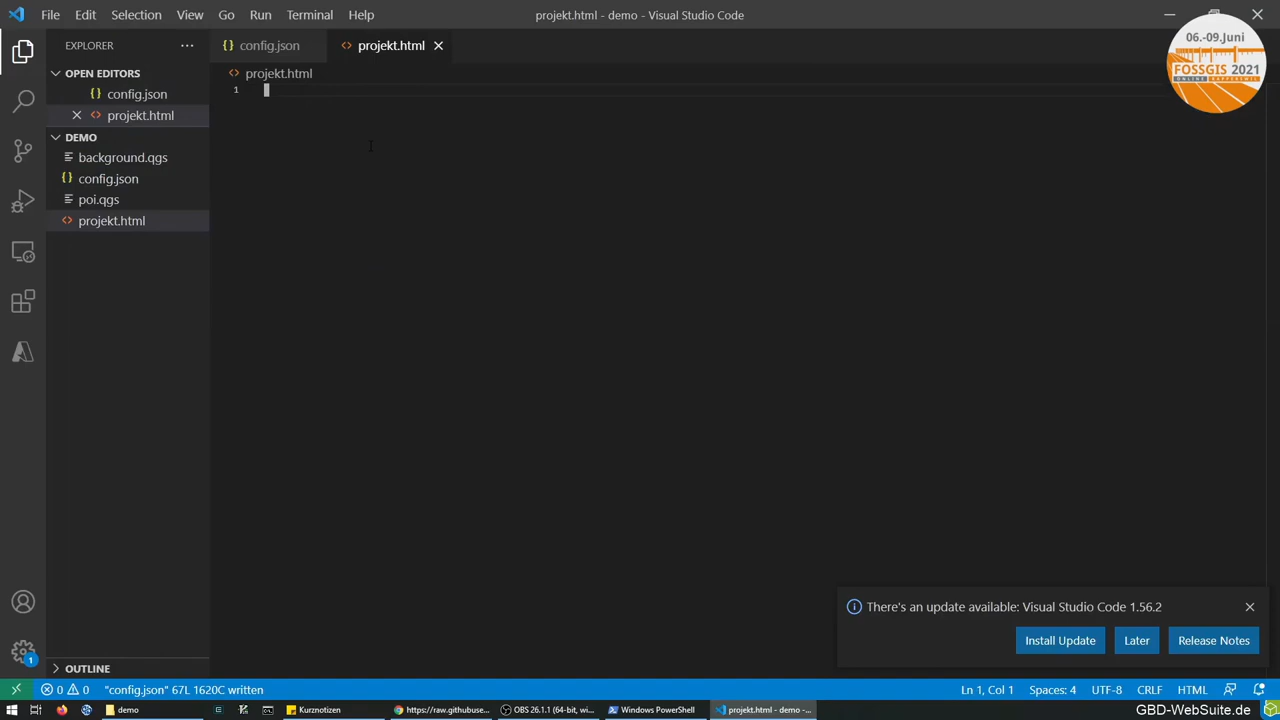 File Edit Selection View Go Run Terminal Help
projekt.html - demo - Visual Studio Code
06.-09.Juni
FOSSGIS 2021
ONLINE RAPPERSWIL
EXPLORER
config.json
projekt.html
OPEN EDITORS
config.json
projekt.html
DEMO
background.qgs
config.json
poi.qgs
projekt.html
projekt.html
1
There's an update available: Visual Studio Code 1.56.2
Install Update
Later
Release Notes
1
OUTLINE
0 0 "config.json" 67L 1620C written
Ln 1, Col 1 Spaces: 4 UTF-8 CRLF HTML
demo
Kurznotizen
https://raw.githubuse...
OBS 26.1.1 (64-bit, wi...
Windows PowerShell
projekt.html - demo -...
GBD-WebSuite.de